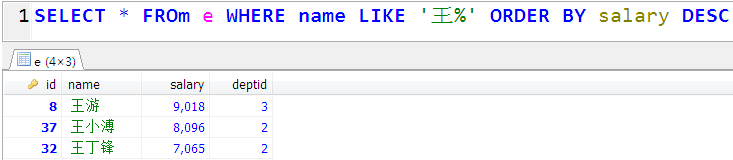 1 SELECT * FROm e WHERE name LIKE '王%' ORDER BY salary DESC
e (4×3)
id name salary deptid
8 王游 9,018 3
37 王小溥 8,096 2
32 王丁锋 7,065 2